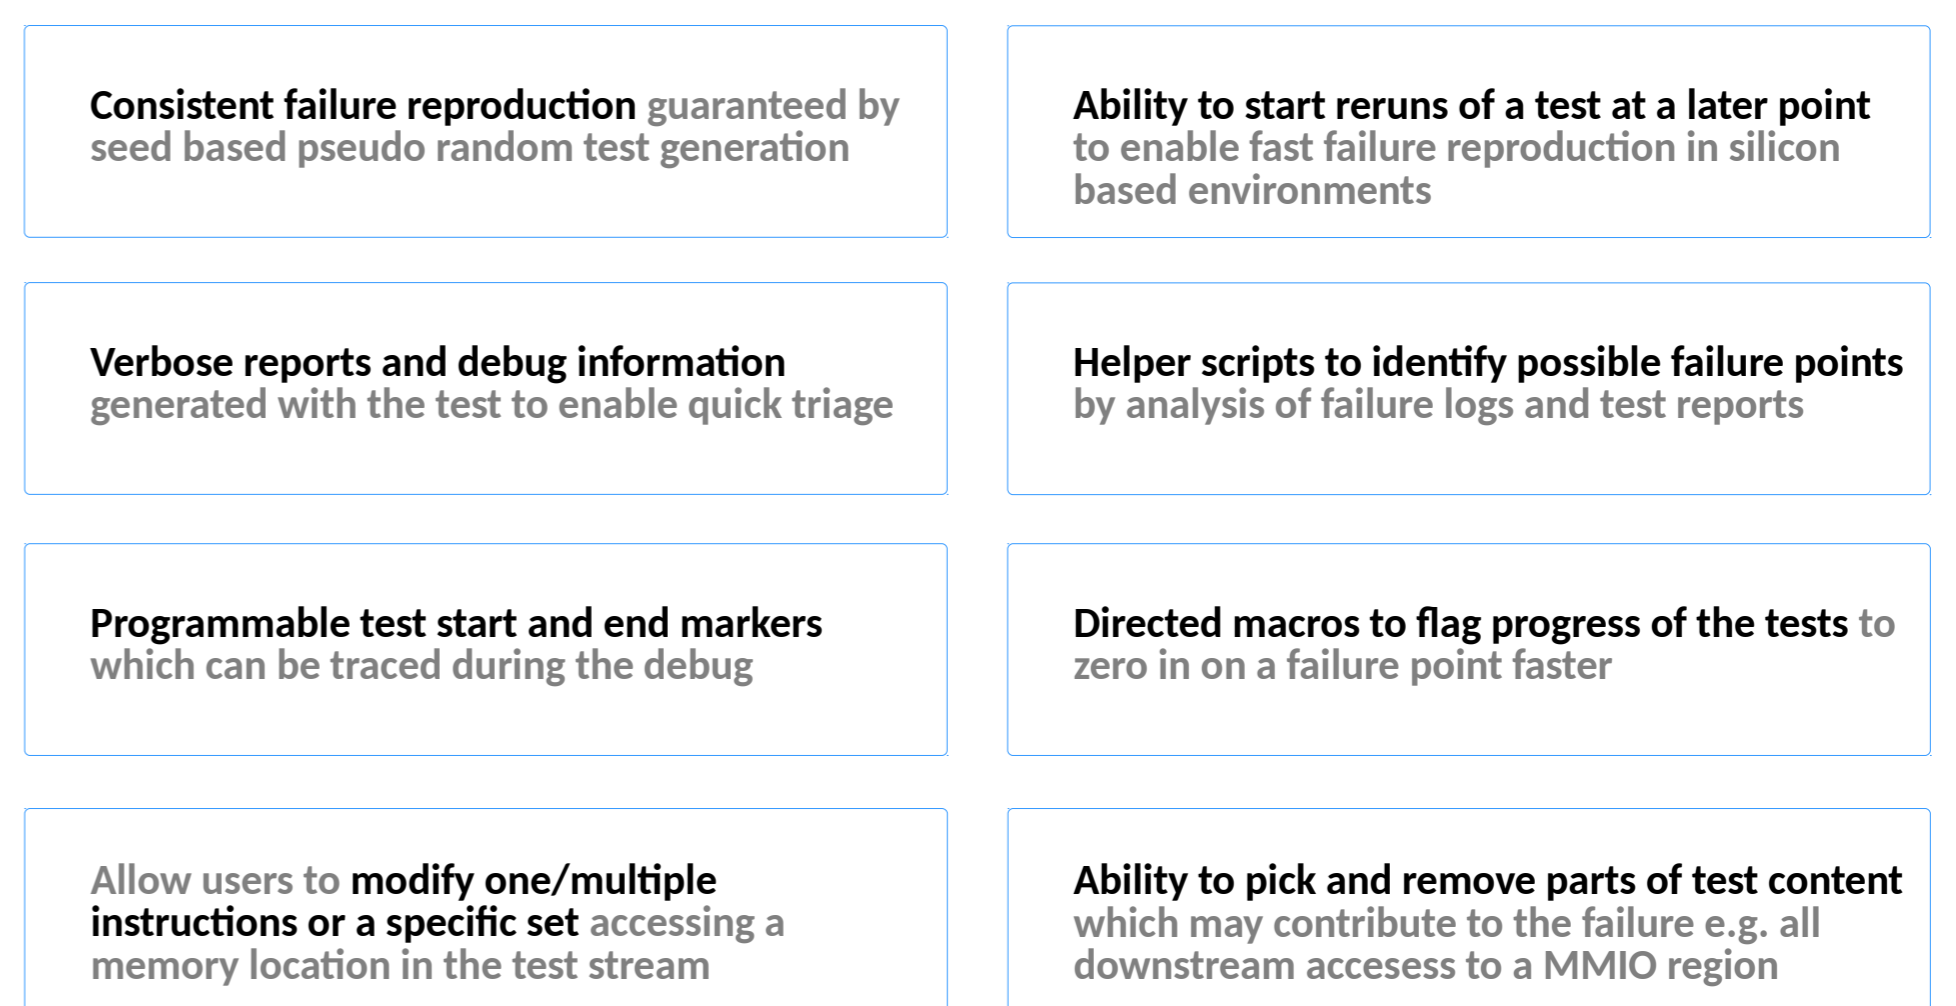 Consistent failure reproduction guaranteed by
seed based pseudo random test generation
Ability to start reruns of a test at a later point
to enable fast failure reproduction in silicon
based environments
Verbose reports and debug information
generated with the test to enable quick triage
Helper scripts to identify possible failure points
by analysis of failure logs and test reports
Programmable test start and end markers
which can be traced during the debug
Directed macros to flag progress of the tests to
zero in on a failure point faster
Allow users to modify one/multiple
instructions or a specific set accessing a
memory location in the test stream
Ability to pick and remove parts of test content
which may contribute to the failure e.g. all
downstream accesess to a MMIO region